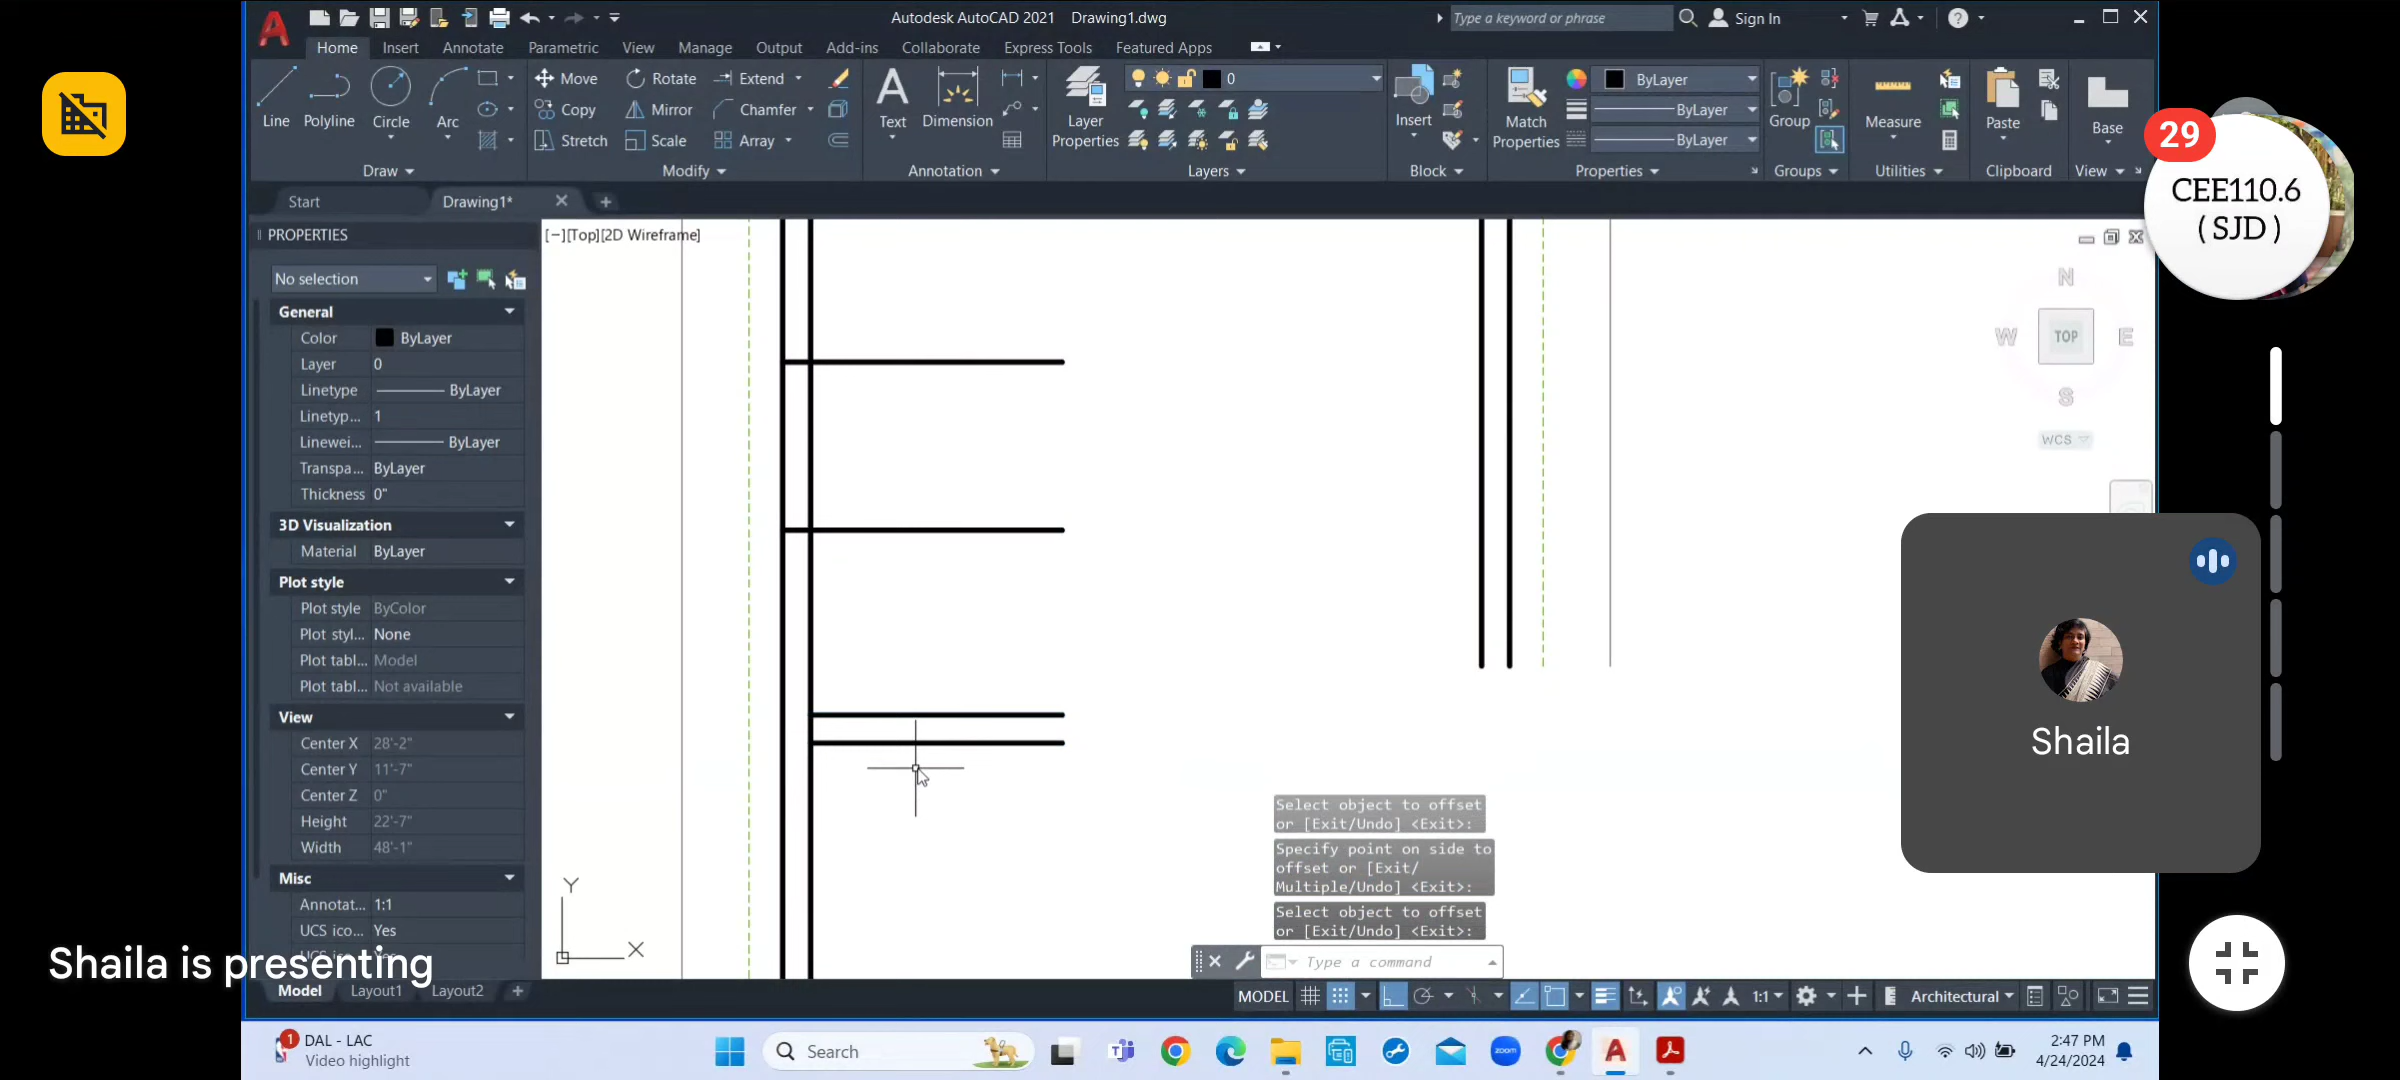 Autodesk AutoCAD 2021 Drawing1.dwg
Type a keyword or phrase
Sign In
Home Insert Annotate Parametric View Manage Output Add-ins Collaborate Express Tools Featured Apps
Line Polyline Circle Arc
Move Rotate Extend
Copy Mirror Chamfer
Stretch Scale Array
Text Dimension
Layer Properties
0
Insert
Match Properties
ByLayer
ByLayer
ByLayer
Group
Measure
Paste
Base
Draw Modify Annotation Layers Block Properties Groups Utilities Clipboard View
29
CEE110.6
( SJD )
Start Drawing1*
PROPERTIES
[−][Top][2D Wireframe]
No selection
General
Color ByLayer
Layer 0
Linetype ByLayer
Linetyp... 1
Linewei... ByLayer
Transpa... ByLayer
Thickness 0"
3D Visualization
Material ByLayer
Plot style
Plot style ByColor
Plot styl... None
Plot tabl... Model
Plot tabl... Not available
View
Center X 28'-2"
Center Y 11'-7"
Center Z 0"
Height 22'-7"
Width 48'-1"
Misc
Annotat... 1:1
UCS ico... Yes
N
W TOP E
S
WCS
Shaila
Y
X
Select object to offset
or [Exit/Undo] <Exit>:
Specify point on side to
offset or [Exit/
Multiple/Undo] <Exit>:
Select object to offset
or [Exit/Undo] <Exit>:
Type a command
Shaila is presenting
Model Layout1 Layout2
MODEL 1:1 Architectural
1
DAL - LAC
Video highlight
Search
zoom
2:47 PM
4/24/2024